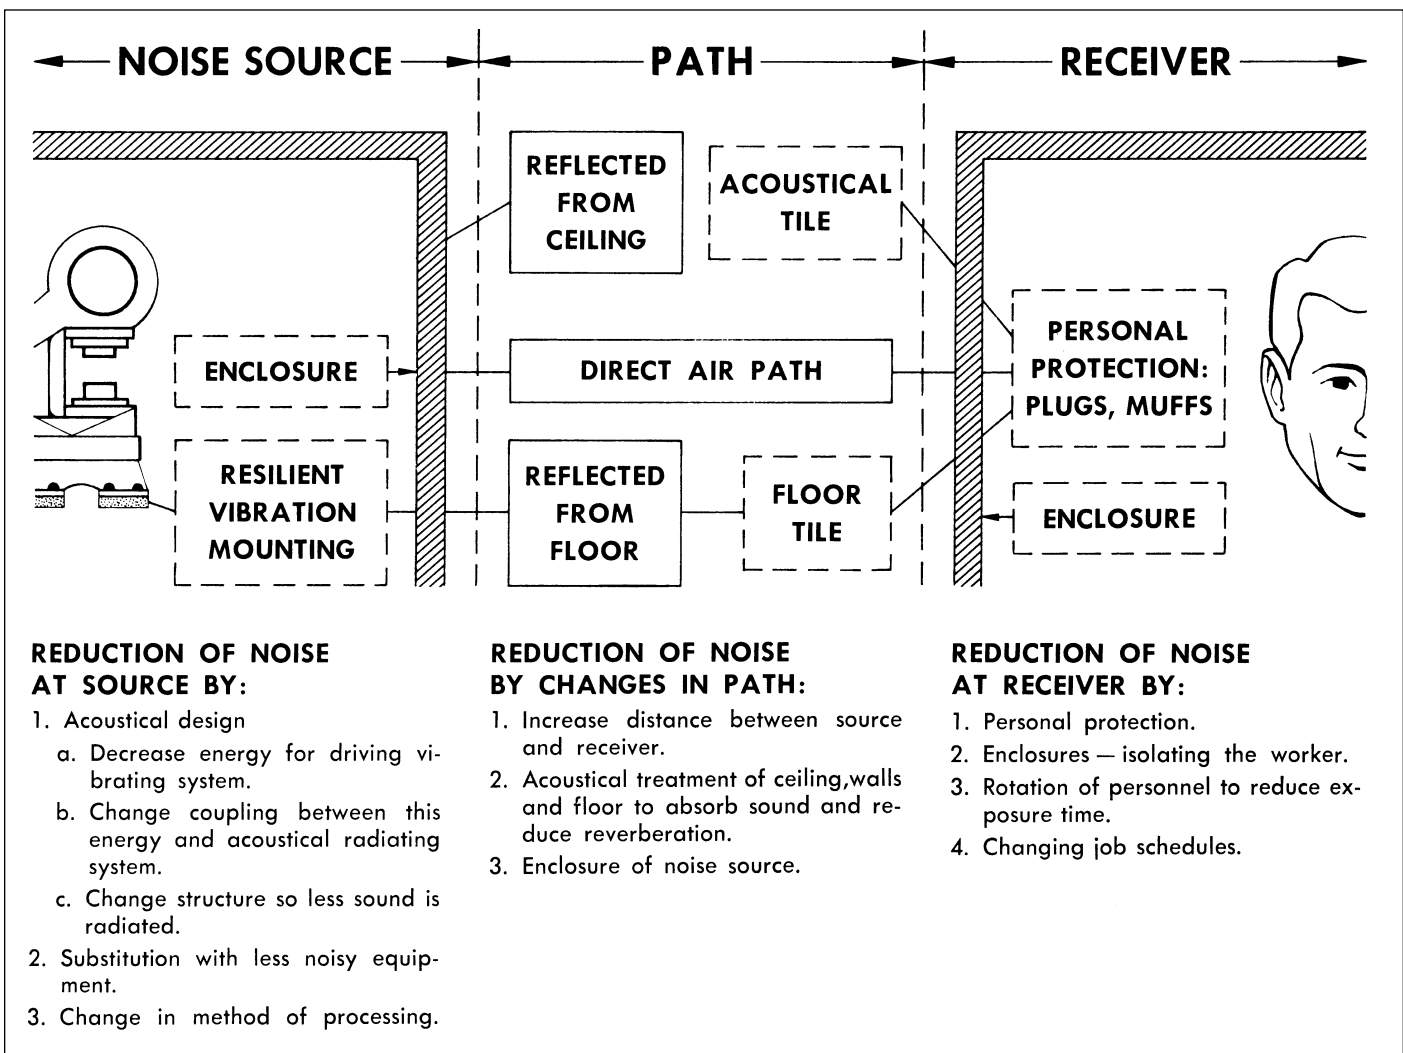 NOISE SOURCE
PATH
RECEIVER
REFLECTED
FROM
CEILING
ACOUSTICAL
TILE
ENCLOSURE
DIRECT AIR PATH
PERSONAL
PROTECTION:
PLUGS, MUFFS
RESILIENT
VIBRATION
MOUNTING
REFLECTED
FROM
FLOOR
FLOOR
TILE
ENCLOSURE
REDUCTION OF NOISE
AT SOURCE BY:
1. Acoustical design
a. Decrease energy for driving vi-
brating system.
b. Change coupling between this
energy and acoustical radiating
system.
c. Change structure so less sound is
radiated.
2. Substitution with less noisy equip-
ment.
3. Change in method of processing.
REDUCTION OF NOISE
BY CHANGES IN PATH:
1. Increase distance between source
and receiver.
2. Acoustical treatment of ceiling,walls
and floor to absorb sound and re-
duce reverberation.
3. Enclosure of noise source.
REDUCTION OF NOISE
AT RECEIVER BY:
1. Personal protection.
2. Enclosures — isolating the worker.
3. Rotation of personnel to reduce ex-
posure time.
4. Changing job schedules.